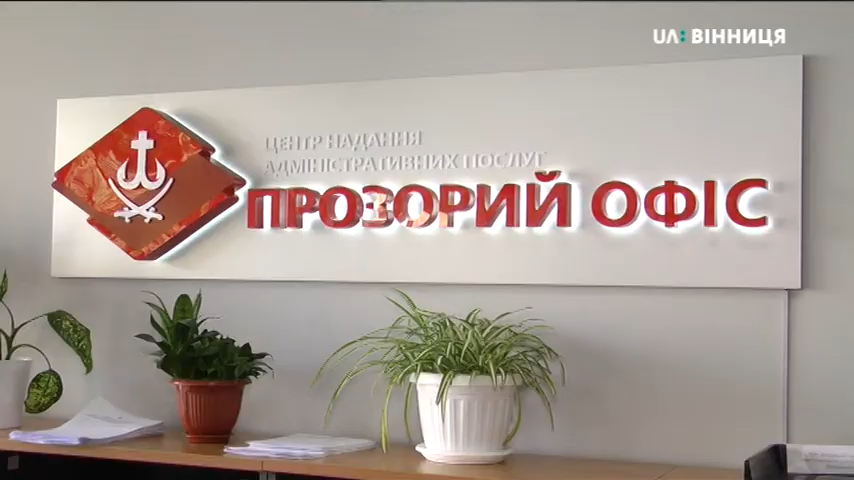 UA: ВІННИЦЯ
ЦЕНТР НАДАННЯ
АДМІНІСТРАТИВНИХ ПОСЛУГ
ПРОЗОРИЙ ОФІС